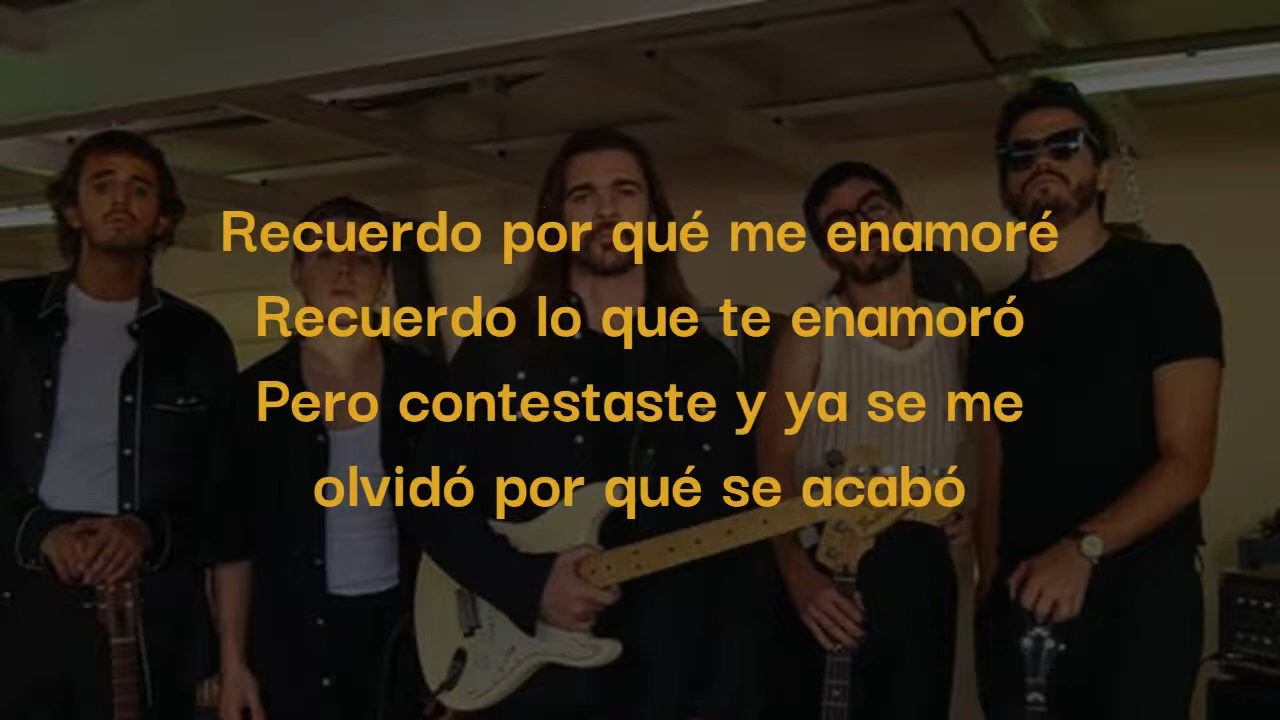 Recuerdo por qué me enamoré
Recuerdo lo que te enamoró
Pero contestaste y ya se me
olvidó por qué se acabó